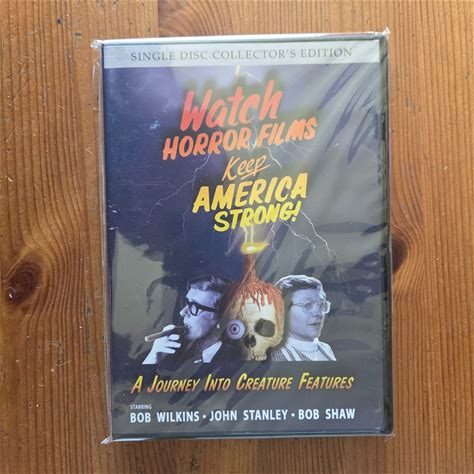 SINGLE DISC COLLECTOR'S EDITION
Watch
HORROR FILMS
Keep
AMERICA
STRONG!
A JOURNEY INTO CREATURE FEATURES
STARRING
BOB WILKINS • JOHN STANLEY • BOB SHAW